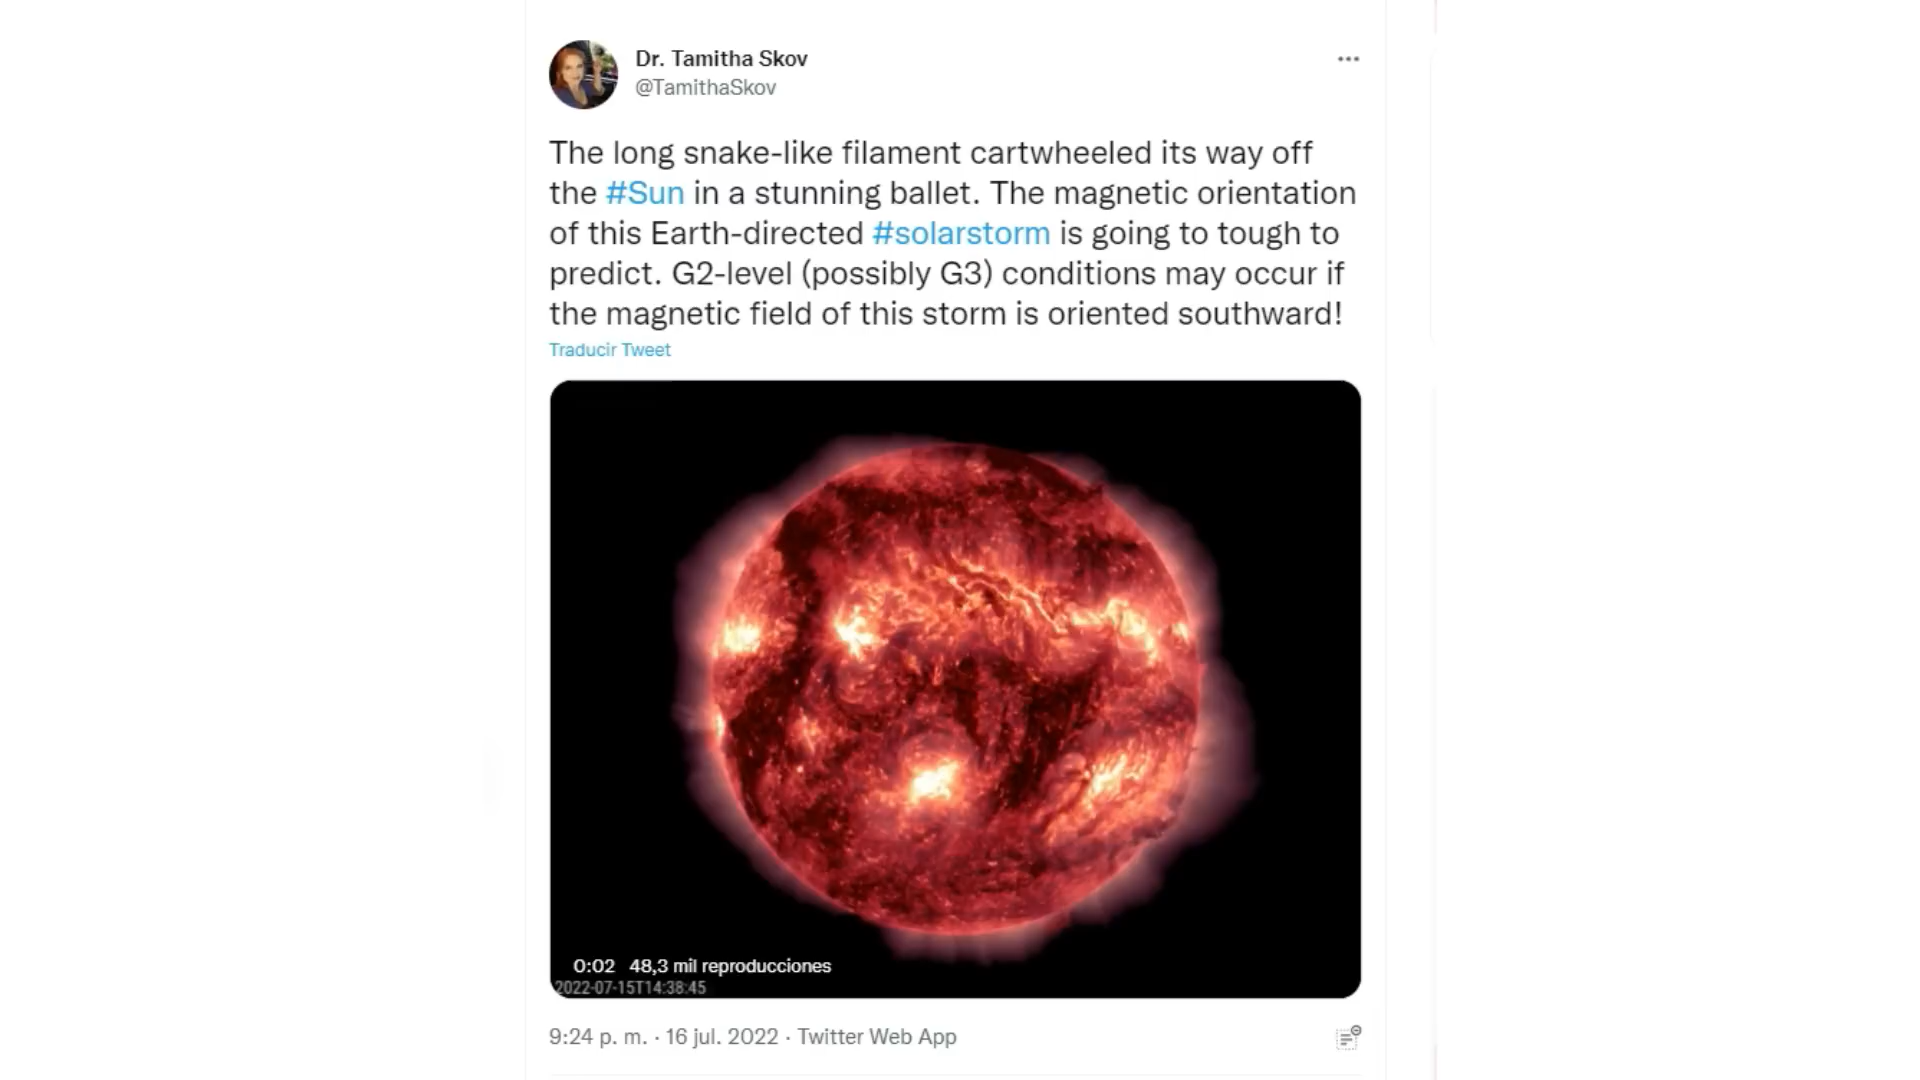 Dr. Tamitha Skov
@TamithaSkov
The long snake-like filament cartwheeled its way off
the #Sun in a stunning ballet. The magnetic orientation
of this Earth-directed #solarstorm is going to tough to
predict. G2-level (possibly G3) conditions may occur if
the magnetic field of this storm is oriented southward!
Traducir Tweet
0:02 48,3 mil reproducciones
2022-07-15T14:38:45
9:24 p. m. · 16 jul. 2022 · Twitter Web App